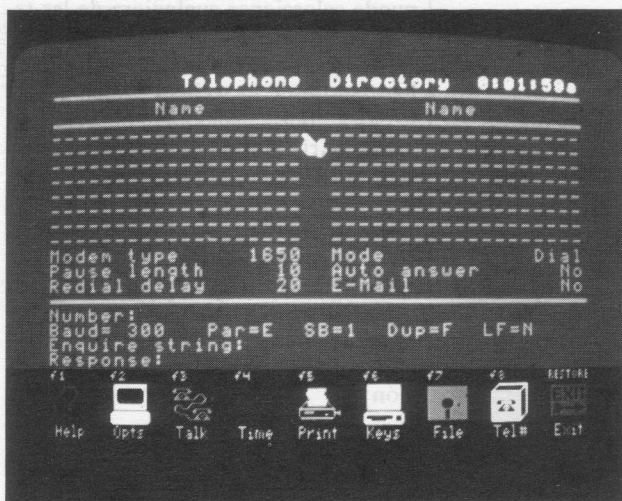 Telephone Directory 0:01:59a
Name Name
Modem type 1650 Mode Dial
Pause length 10 Auto answer No
Redial delay 20 E-Mail No
Number:
Baud= 300 Par=E SB=1 Dup=F LF=N
Enquire string:
Response:
f1 f2 f3 f4 f5 f6 f7 f8 RESTORE
EXIT
Help Opts Talk Time Print Keys File Tel# Exit